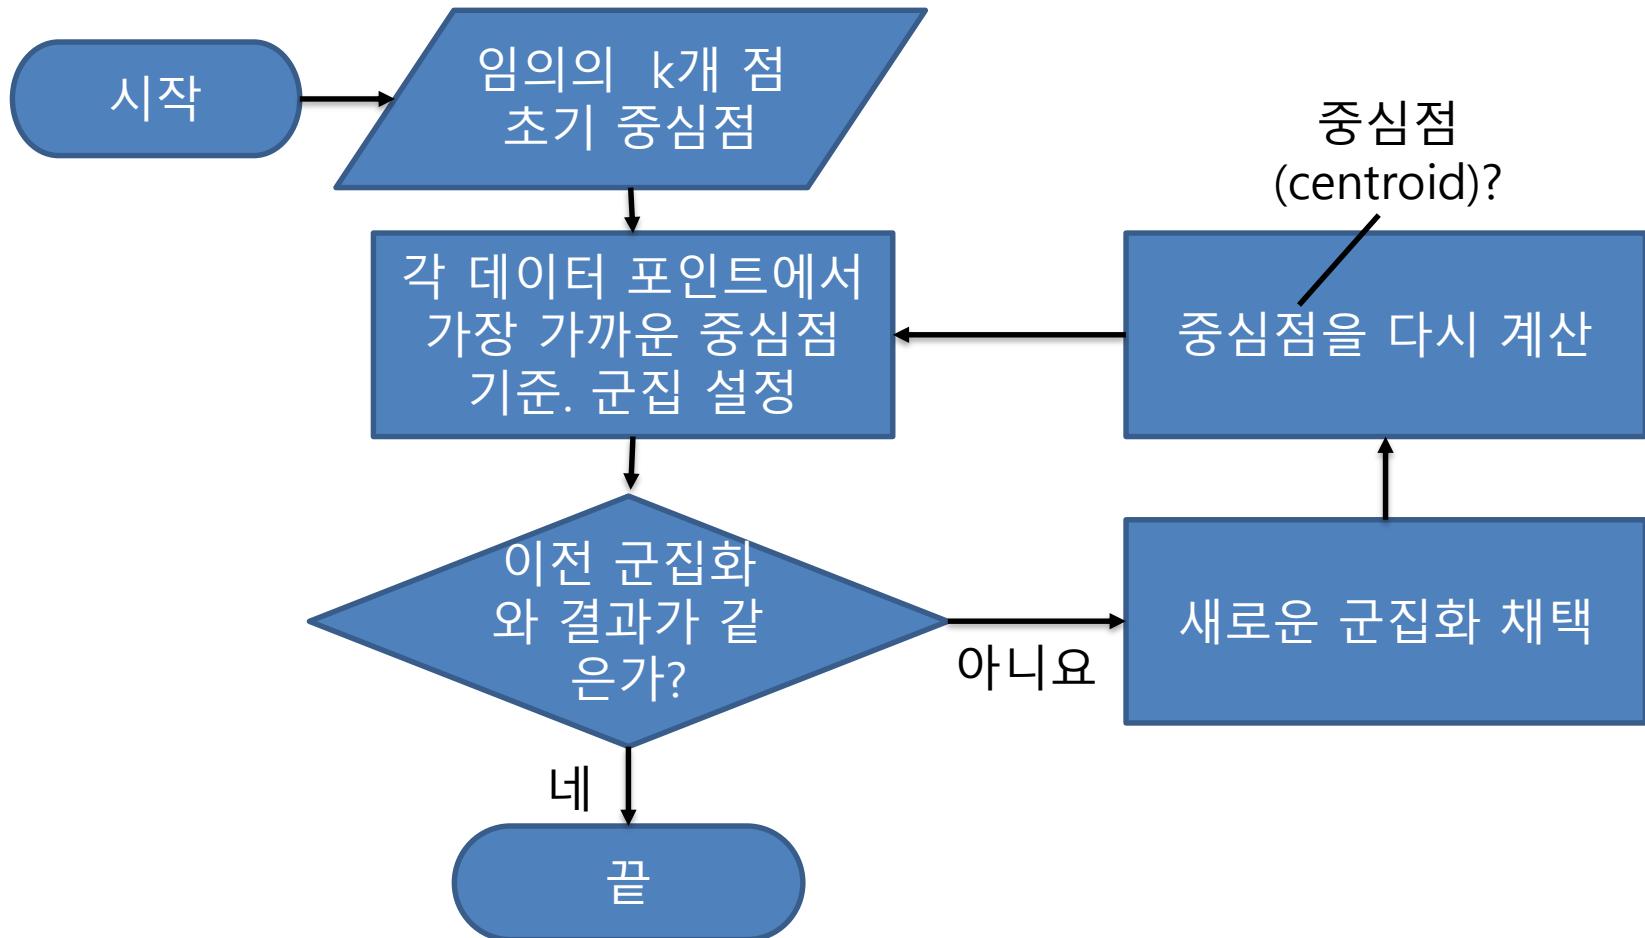 시작
임의의 k개 점
초기 중심점
중심점
(centroid)?
각 데이터 포인트에서
가장 가까운 중심점
기준. 군집 설정
중심점을 다시 계산
이전 군집화
와 결과가 같
은가?
아니요
새로운 군집화 채택
네
끝